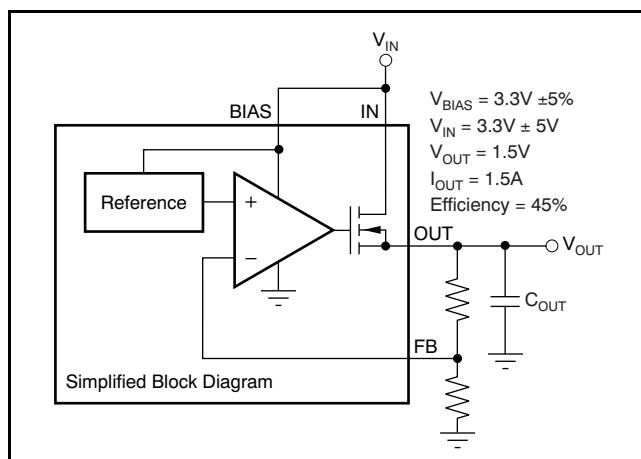 V_IN
BIAS
IN
V_BIAS = 3.3V ±5%
V_IN = 3.3V ± 5V
V_OUT = 1.5V
I_OUT = 1.5A
Efficiency = 45%
Reference
+
−
OUT
V_OUT
C_OUT
FB
Simplified Block Diagram